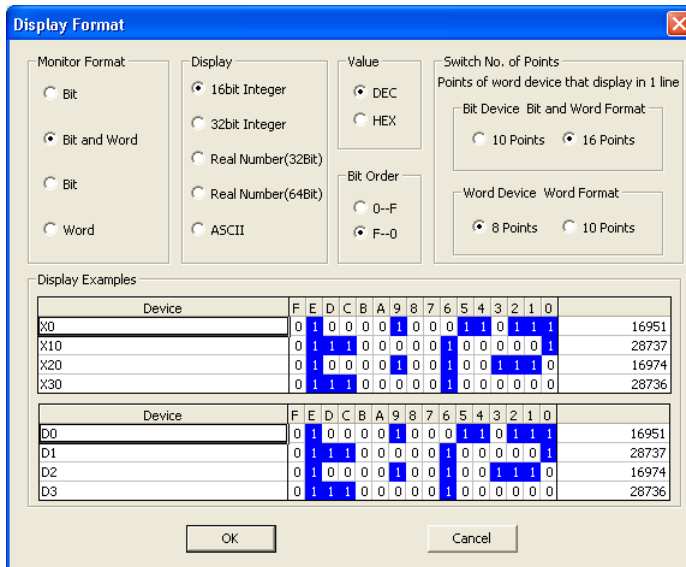 Display Format
Monitor Format
Bit
Bit and Word
Bit
Word
Display
16bit Integer
32bit Integer
Real Number(32Bit)
Real Number(64Bit)
ASCII
Value
DEC
HEX
Bit Order
0--F
F--0
Switch No. of Points
Points of word device that display in 1 line
Bit Device Bit and Word Format
10 Points 16 Points
Word Device Word Format
8 Points 10 Points
Display Examples
Device F E D C B A 9 8 7 6 5 4 3 2 1 0
X0 0 1 0 0 0 0 1 0 0 0 1 1 0 1 1 1 16951
X10 0 1 1 1 0 0 0 0 0 1 0 0 0 0 0 1 28737
X20 0 1 0 0 0 0 1 0 0 1 0 0 1 1 1 0 16974
X30 0 1 1 1 0 0 0 0 0 1 0 0 0 0 0 0 28736
Device F E D C B A 9 8 7 6 5 4 3 2 1 0
D0 0 1 0 0 0 0 1 0 0 0 1 1 0 1 1 1 16951
D1 0 1 1 1 0 0 0 0 0 1 0 0 0 0 0 1 28737
D2 0 1 0 0 0 0 1 0 0 1 0 0 1 1 1 0 16974
D3 0 1 1 1 0 0 0 0 0 1 0 0 0 0 0 0 28736
OK Cancel